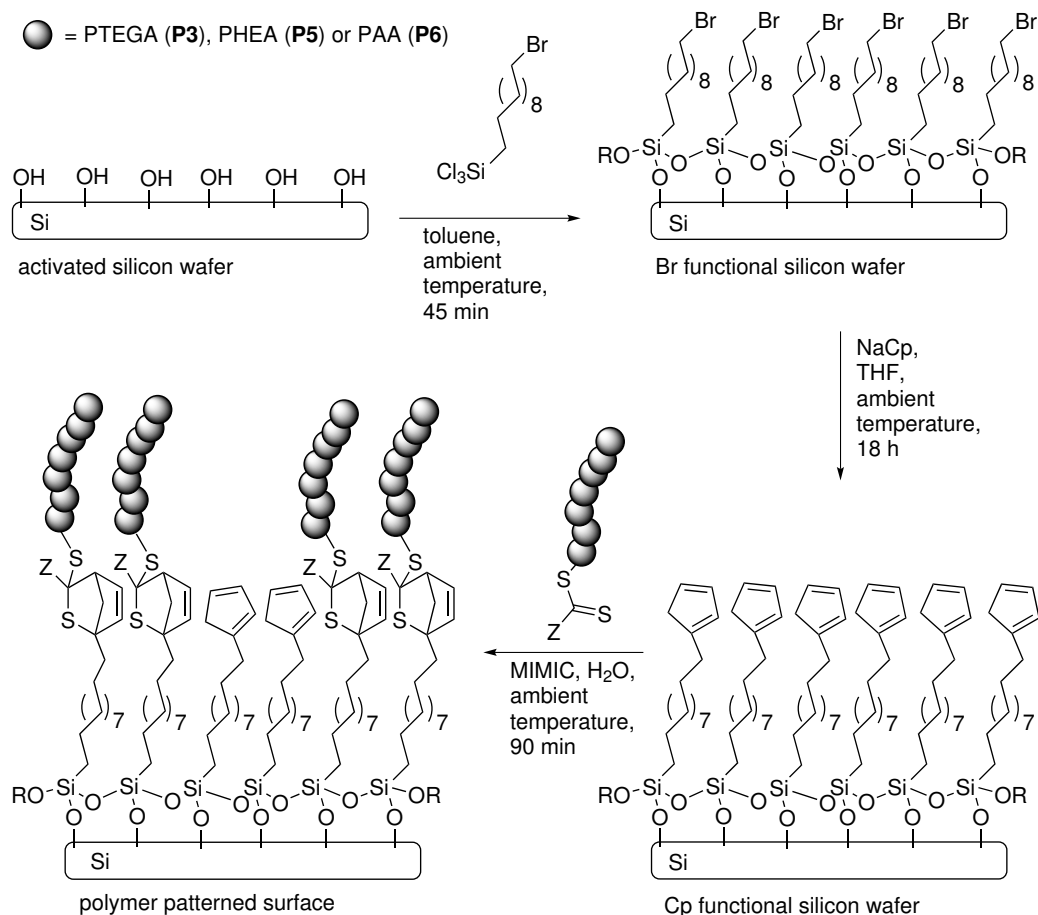 = PTEGA (P3), PHEA (P5) or PAA (P6)
Br
( )8
Cl3Si
OH OH OH OH OH OH
Si
activated silicon wafer
toluene,
ambient
temperature,
45 min
Br Br Br Br Br Br
( )8 ( )8 ( )8 ( )8 ( )8 ( )8
Si Si Si Si Si Si
RO O O O O O OR
O O O O O O
Si
Br functional silicon wafer
NaCp,
THF,
ambient
temperature,
18 h
( )7 ( )7 ( )7 ( )7 ( )7 ( )7
Si Si Si Si Si Si
RO O O O O O OR
O O O O O O
Si
Cp functional silicon wafer
S
S
Z
MIMIC, H2O,
ambient
temperature,
90 min
S S S S
Z Z Z Z
S S S S
( )7 ( )7 ( )7 ( )7 ( )7 ( )7
Si Si Si Si Si Si
RO O O O O O OR
O O O O O O
Si
polymer patterned surface